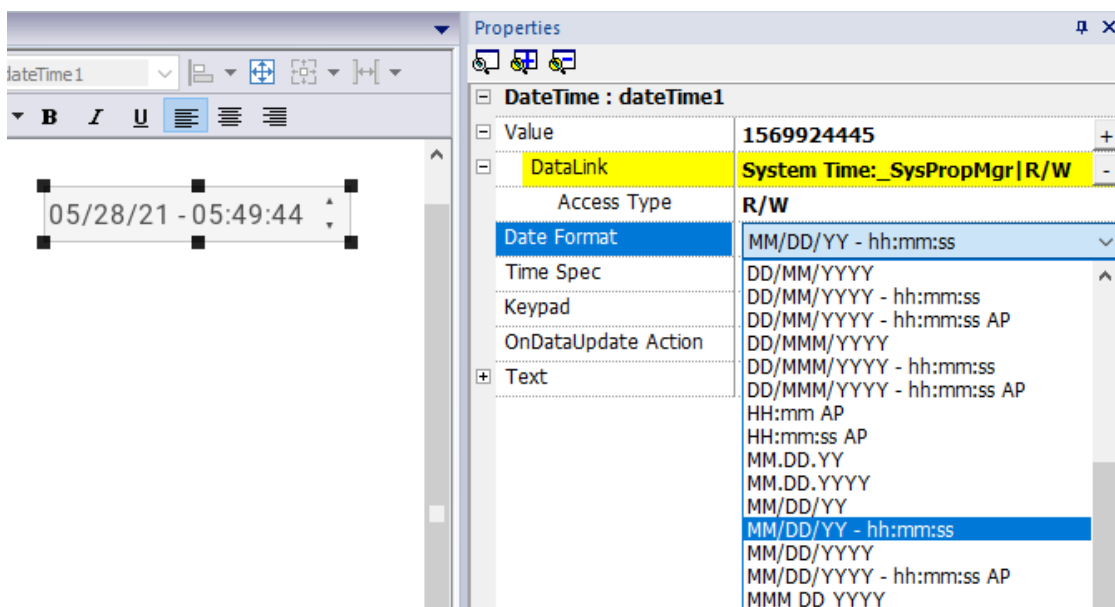 Properties
dateTime1
B I U
DateTime : dateTime1
Value 1569924445 +
DataLink System Time:_SysPropMgr|R/W -
Access Type R/W
05/28/21 - 05:49:44
Date Format MM/DD/YY - hh:mm:ss
Time Spec
Keypad
OnDataUpdate Action
Text
DD/MM/YYYY
DD/MM/YYYY - hh:mm:ss
DD/MM/YYYY - hh:mm:ss AP
DD/MMM/YYYY
DD/MMM/YYYY - hh:mm:ss
DD/MMM/YYYY - hh:mm:ss AP
HH:mm AP
HH:mm:ss AP
MM.DD.YY
MM.DD.YYYY
MM/DD/YY
MM/DD/YY - hh:mm:ss
MM/DD/YYYY
MM/DD/YYYY - hh:mm:ss AP
MMM DD YYYY